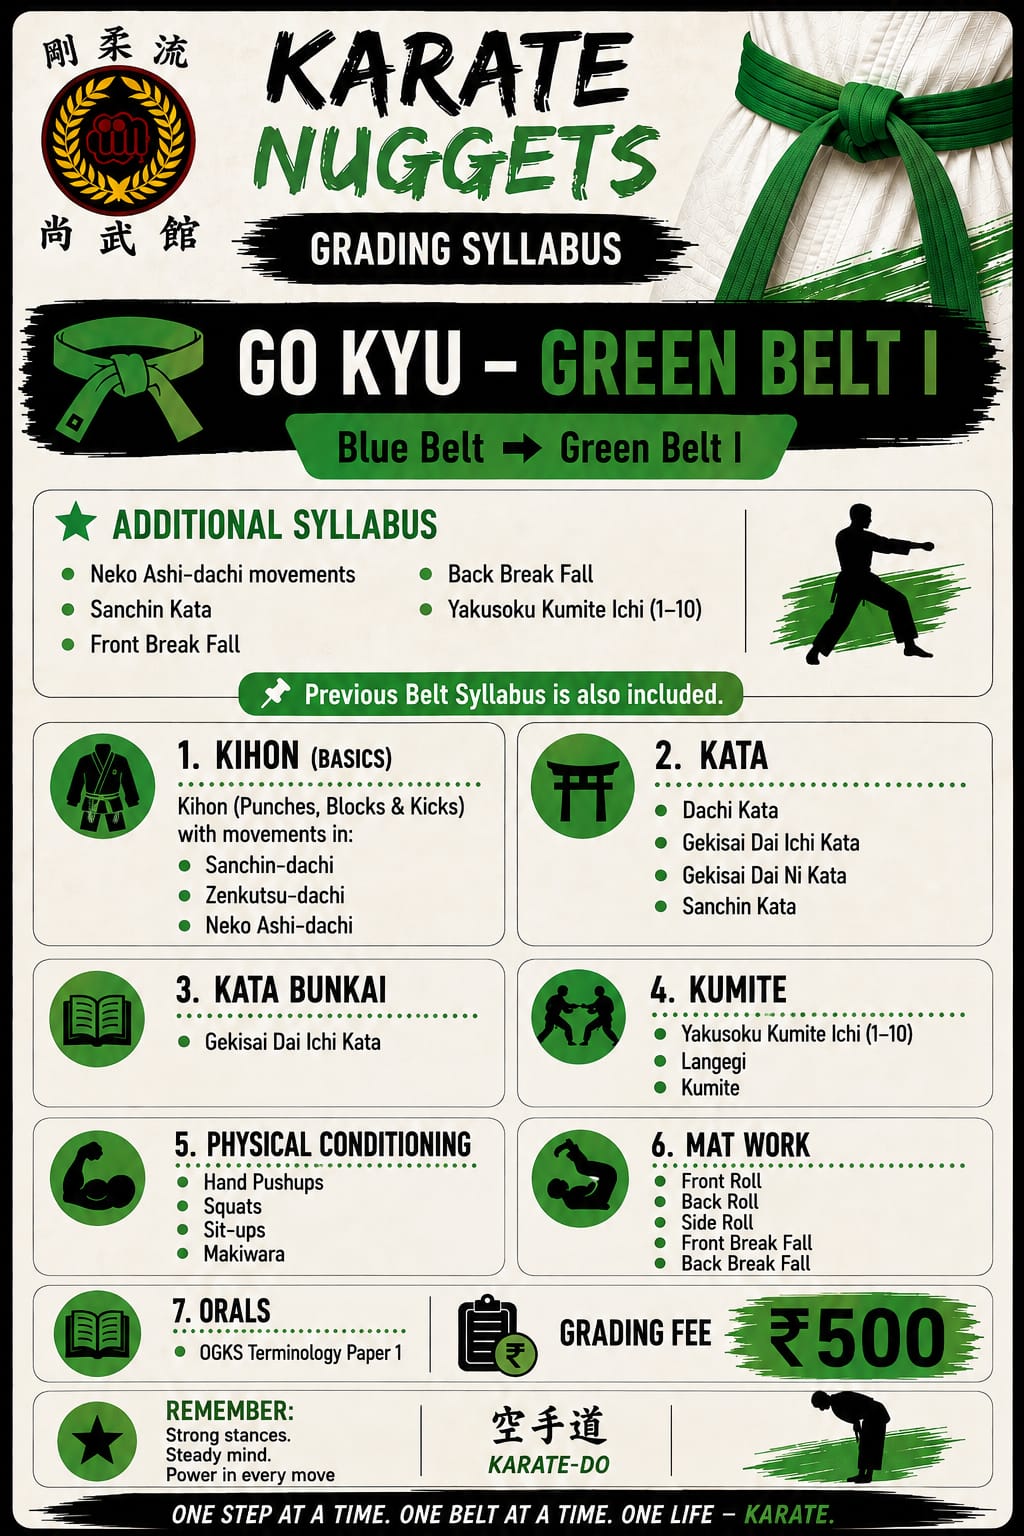 剛柔流
KARATE
NUGGETS
尚武館
GRADING SYLLABUS
GO KYU – GREEN BELT I
Blue Belt → Green Belt I
ADDITIONAL SYLLABUS
Neko Ashi-dachi movements
Sanchin Kata
Front Break Fall
Back Break Fall
Yakusoku Kumite Ichi (1–10)
Previous Belt Syllabus is also included.
1. KIHON (BASICS)
Kihon (Punches, Blocks & Kicks)
with movements in:
Sanchin-dachi
Zenkutsu-dachi
Neko Ashi-dachi
2. KATA
Dachi Kata
Gekisai Dai Ichi Kata
Gekisai Dai Ni Kata
Sanchin Kata
3. KATA BUNKAI
Gekisai Dai Ichi Kata
4. KUMITE
Yakusoku Kumite Ichi (1–10)
Langegi
Kumite
5. PHYSICAL CONDITIONING
Hand Pushups
Squats
Sit-ups
Makiwara
6. MAT WORK
Front Roll
Back Roll
Side Roll
Front Break Fall
Back Break Fall
7. ORALS
OGKS Terminology Paper 1
₹
GRADING FEE
₹500
REMEMBER:
Strong stances.
Steady mind.
Power in every move
空手道
KARATE-DO
ONE STEP AT A TIME. ONE BELT AT A TIME. ONE LIFE – KARATE.